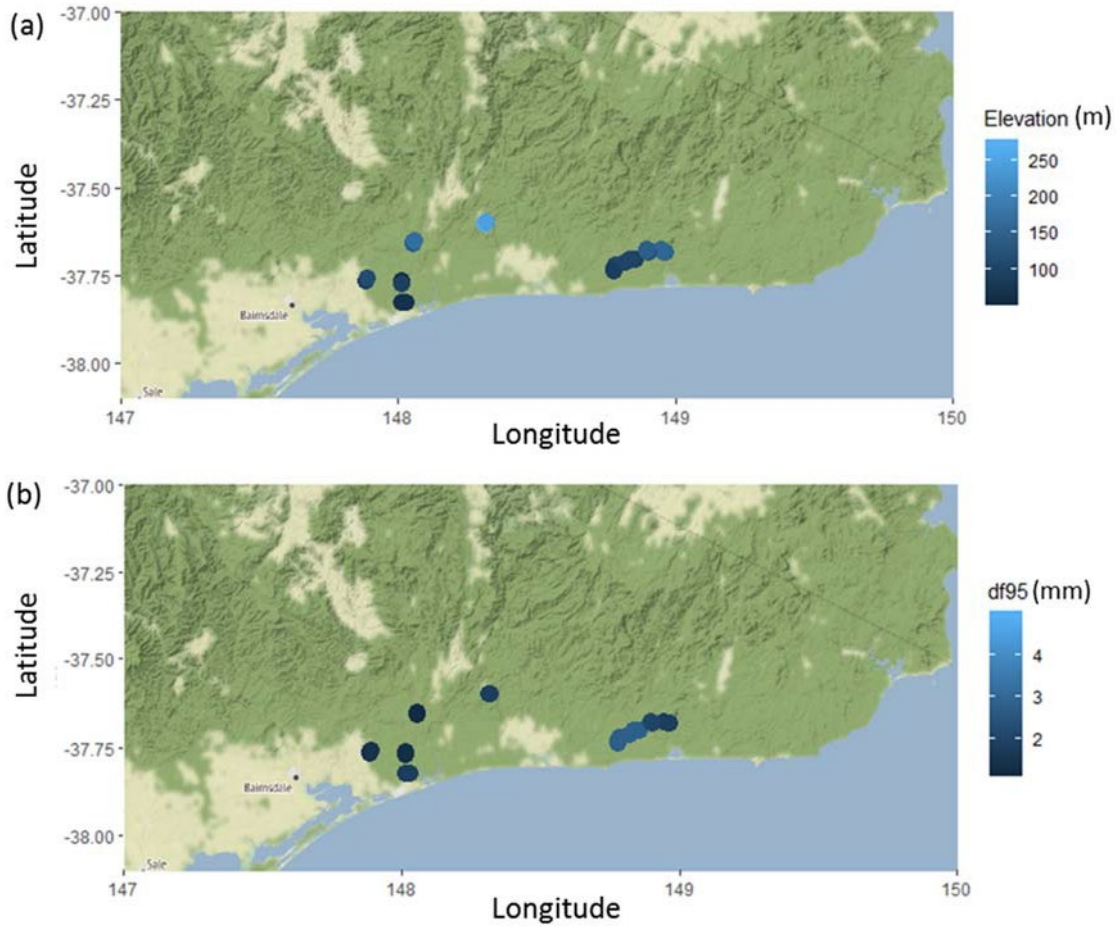 (a)
-37.00
-37.25
-37.50
-37.75
-38.00
Latitude
Bairnsdale
Sale
147
148
149
150
Longitude
Elevation (m)
250
200
150
100
(b)
-37.00
-37.25
-37.50
-37.75
-38.00
Latitude
Bairnsdale
Sale
147
148
149
150
Longitude
df95 (mm)
4
3
2